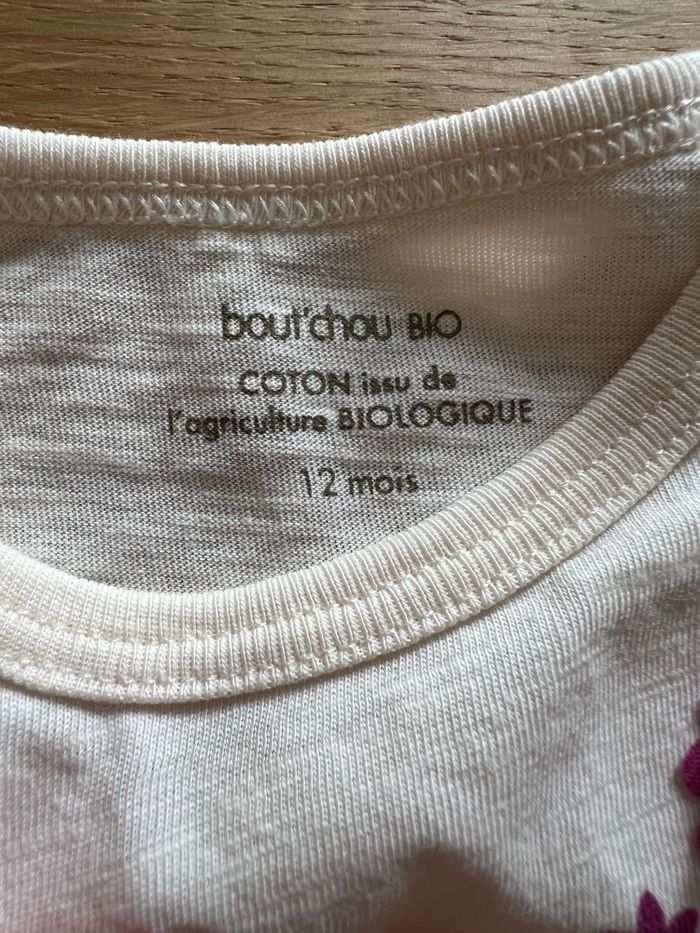 bout'chou BIO
COTON issu de
l'agriculture BIOLOGIQUE
12 mois